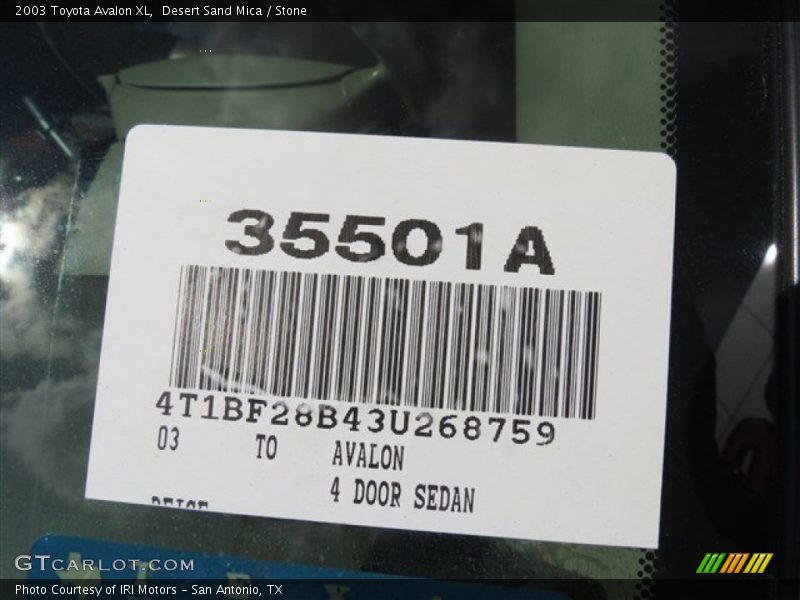 2003 Toyota Avalon XL,  Desert Sand Mica / Stone
35501A
4T1BF28B43U268759
03 TO AVALON
4 DOOR SEDAN
GTCARLOT.COM
Photo Courtesy of IRI Motors - San Antonio, TX